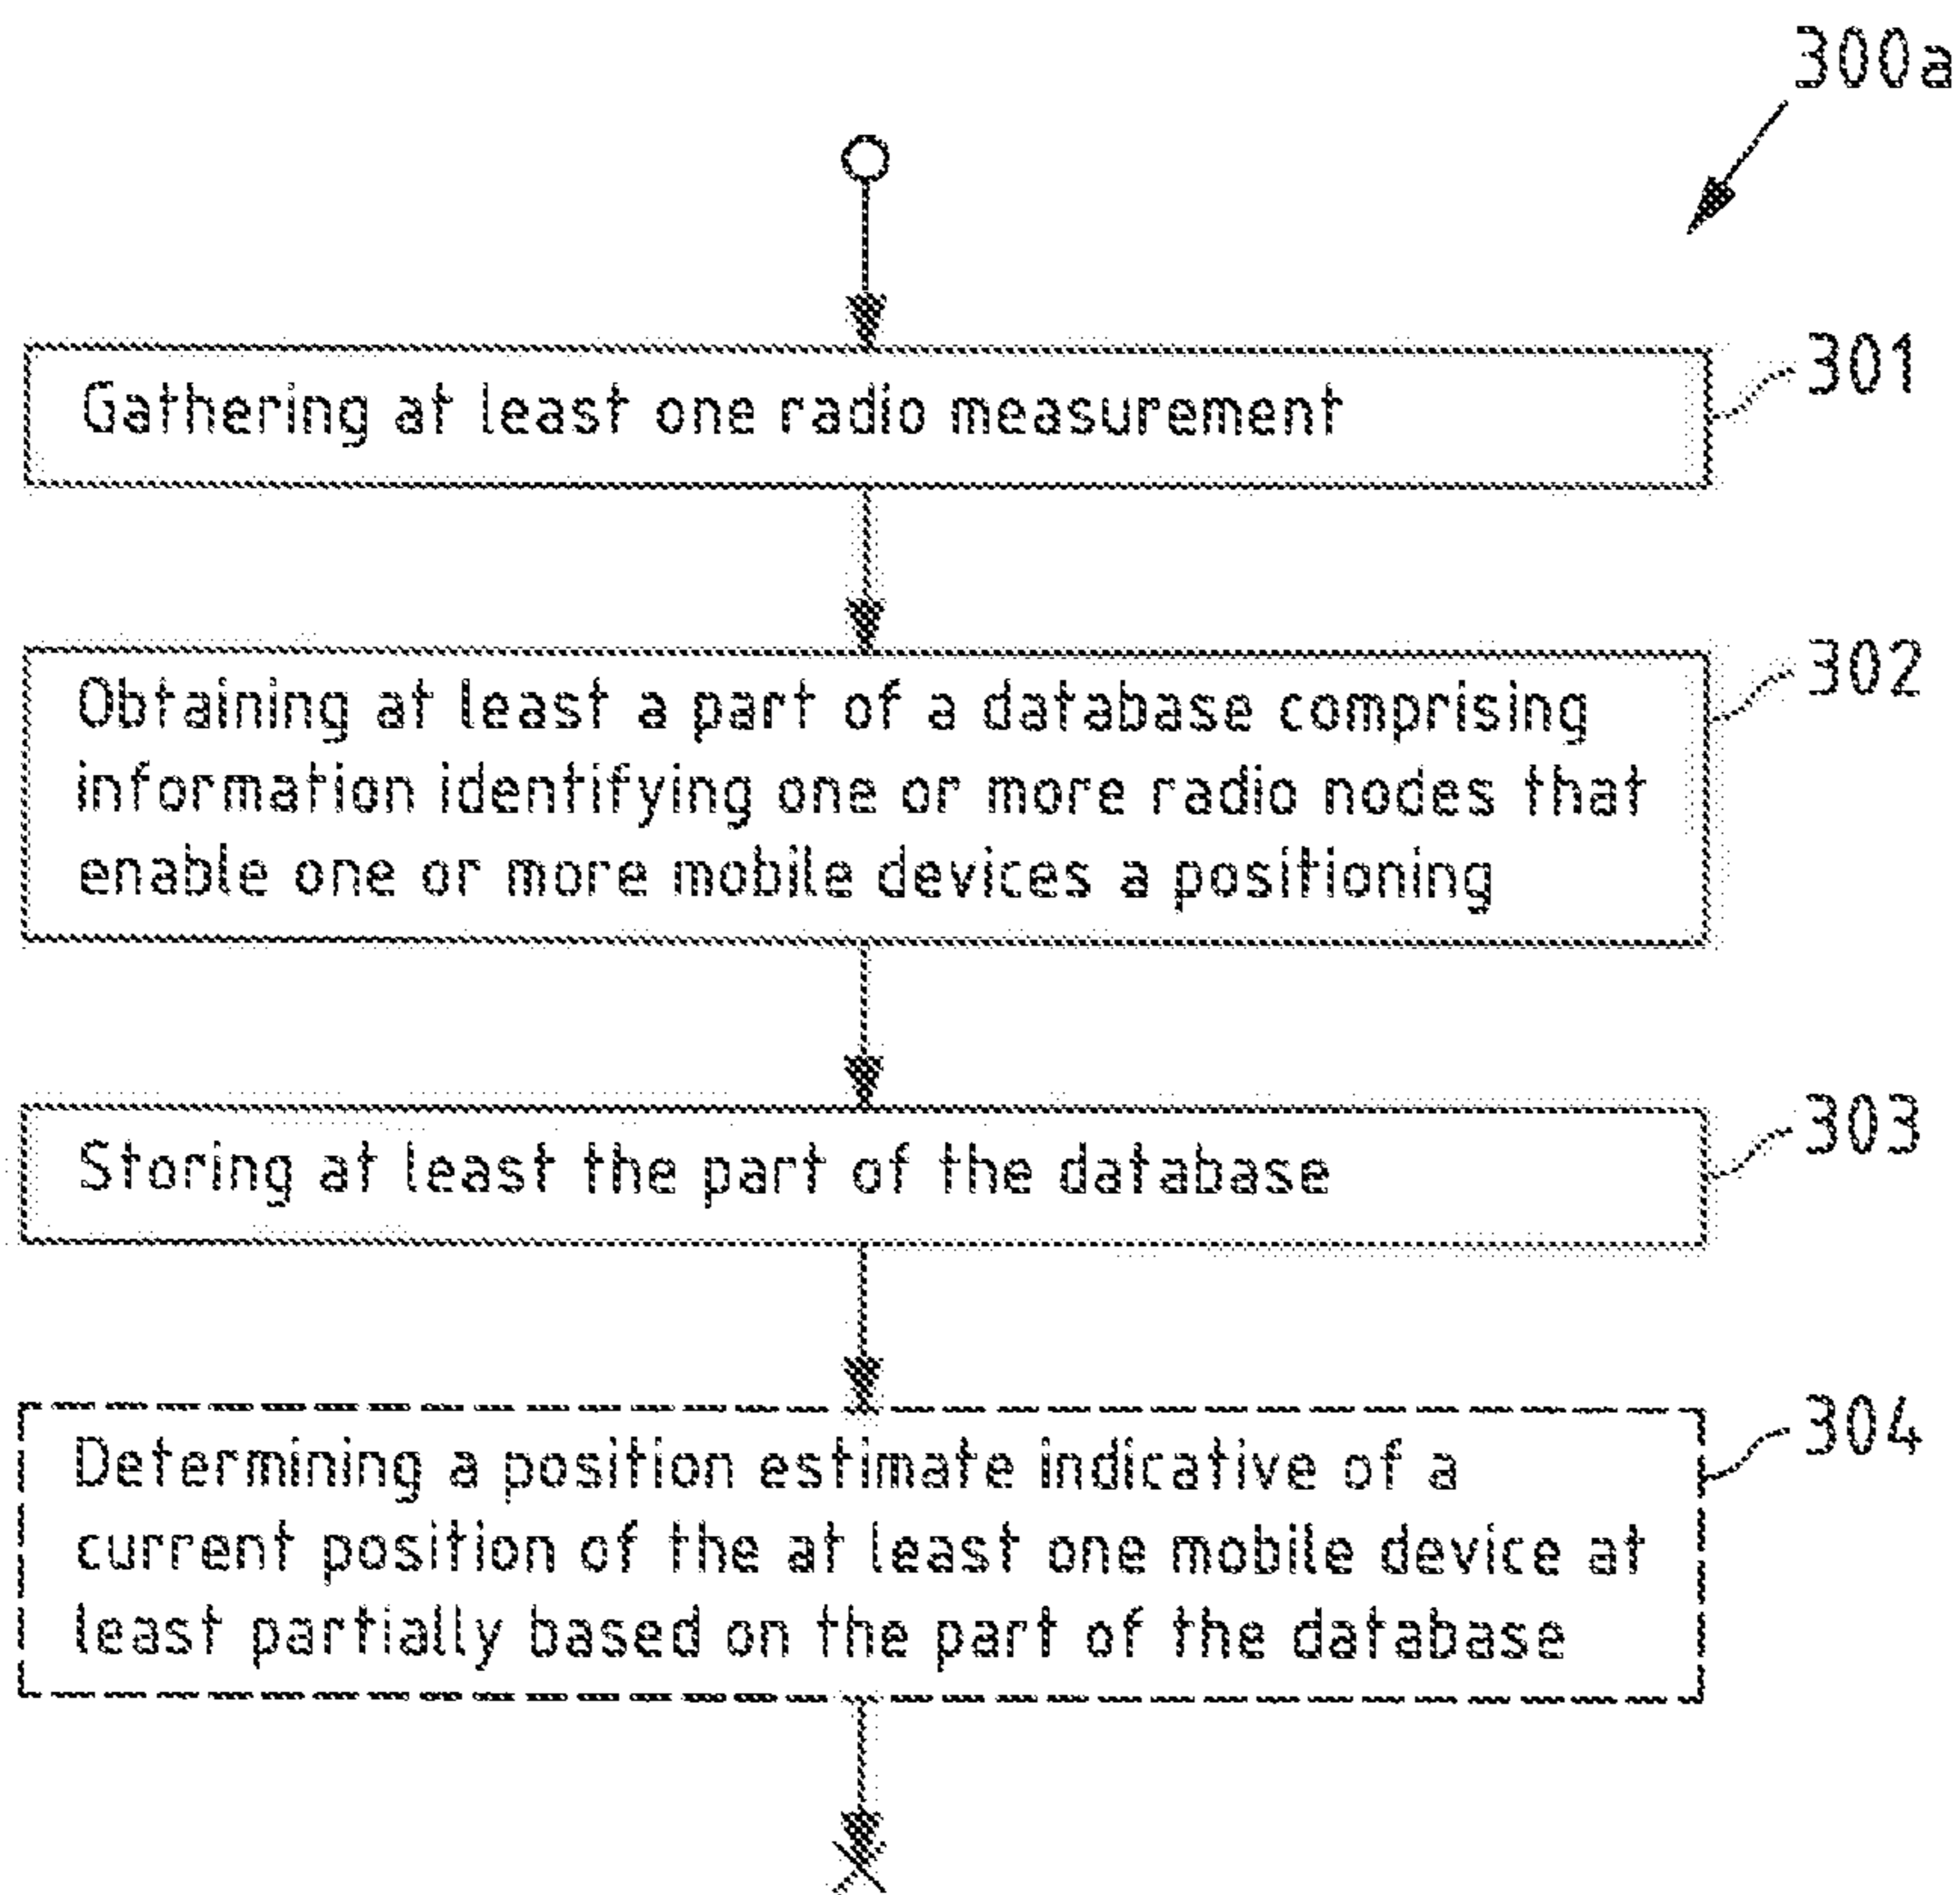 300a
Gathering at least one radio measurement
301
Obtaining at least a part of a database comprising
information identifying one or more radio nodes that
enable one or more mobile devices a positioning
302
Storing at least the part of the database
303
Determining a position estimate indicative of a
current position of the at least one mobile device at
least partially based on the part of the database
304